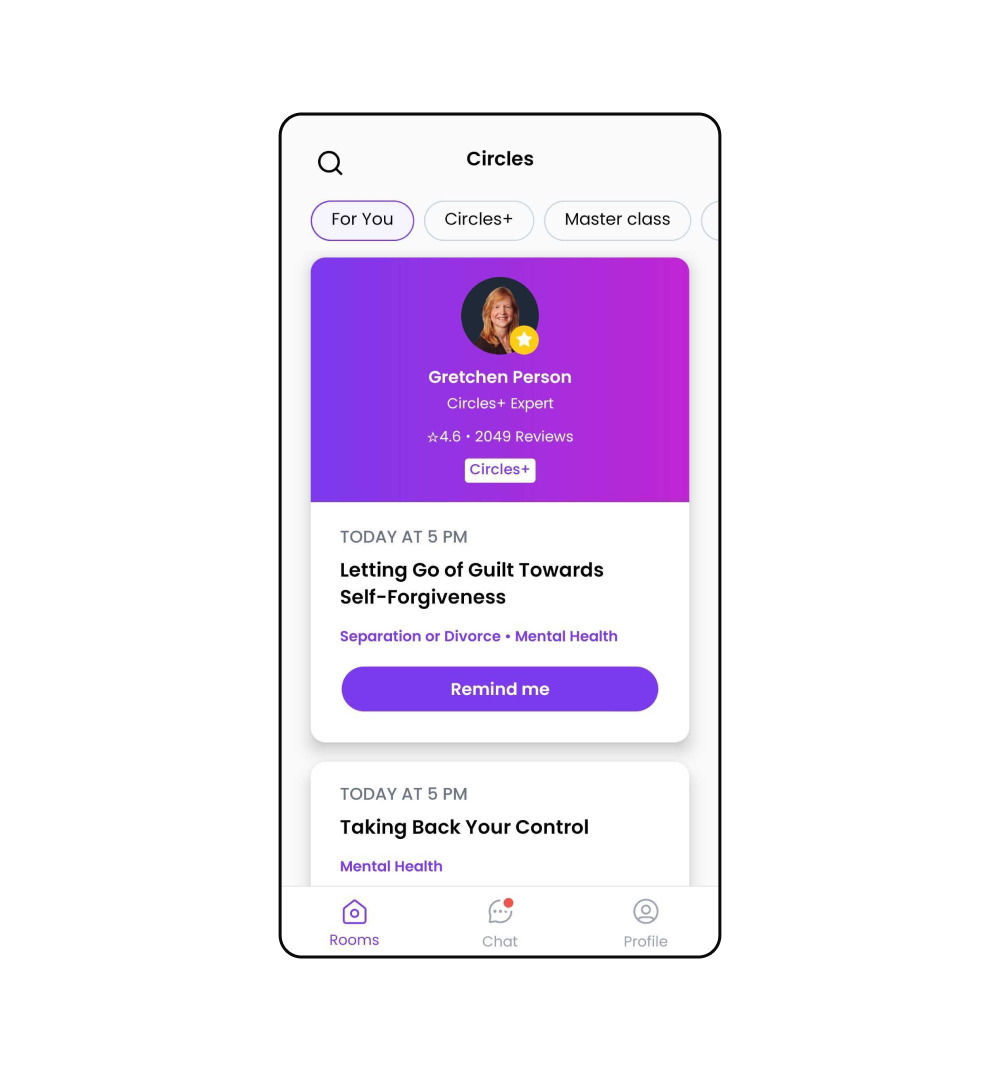 Circles
For You
Circles+
Master class
Gretchen Person
Circles+ Expert
☆4.6 • 2049 Reviews
Circles+
TODAY AT 5 PM
Letting Go of Guilt Towards
Self-Forgiveness
Separation or Divorce • Mental Health
Remind me
TODAY AT 5 PM
Taking Back Your Control
Mental Health
Rooms
Chat
Profile